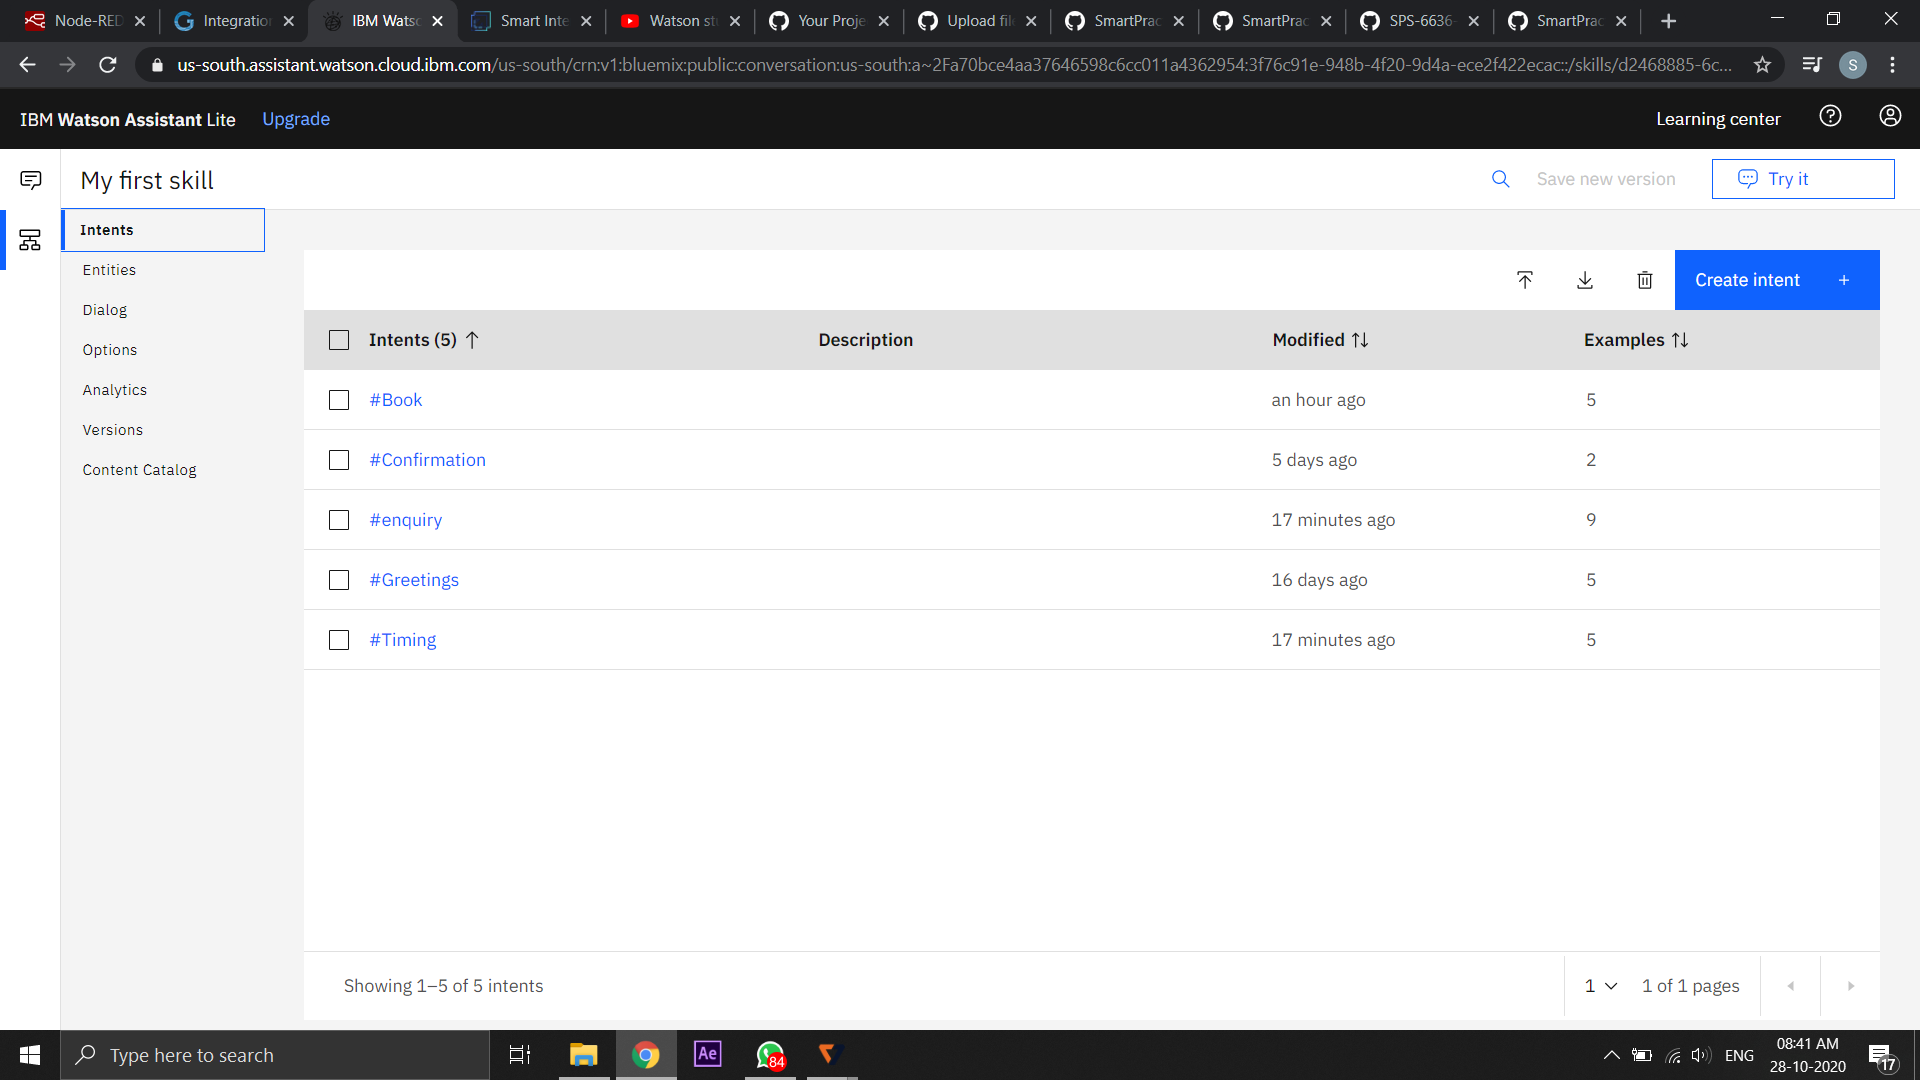 Node-RED
Integration
IBM Watso
Smart Inte
Watson stu
Your Proje
Upload file
SmartPrac
SmartPrac
SPS-6636-
SmartPrac
us-south.assistant.watson.cloud.ibm.com/us-south/crn:v1:bluemix:public:conversation:us-south:a~2Fa70bce4aa37646598c6cc011a4362954:3f76c91e-948b-4f20-9d4a-ece2f422ecac::/skills/d2468885-6c...
S
IBM Watson Assistant Lite
Upgrade
Learning center
My first skill
Save new version
Try it
Intents
Entities
Dialog
Options
Analytics
Versions
Content Catalog
Create intent +
Intents (5) Description Modified Examples
#Book an hour ago 5
#Confirmation 5 days ago 2
#enquiry 17 minutes ago 9
#Greetings 16 days ago 5
#Timing 17 minutes ago 5
Showing 1–5 of 5 intents
1
1 of 1 pages
Type here to search
Ae
84
ENG
08:41 AM
28-10-2020
17